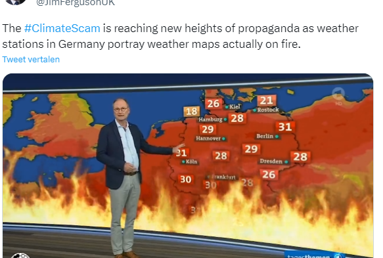 @JimFergusonUK
The #ClimateScam is reaching new heights of propaganda as weather
stations in Germany portray weather maps actually on fire.
Tweet vertalen
26 Kiel 21
Rostock
18 Hamburg 28 31
29
Hannover Berlin
31 28 29 28
Köln Dresden
30 Frankfurt 26
30 28
31
tagesthemen